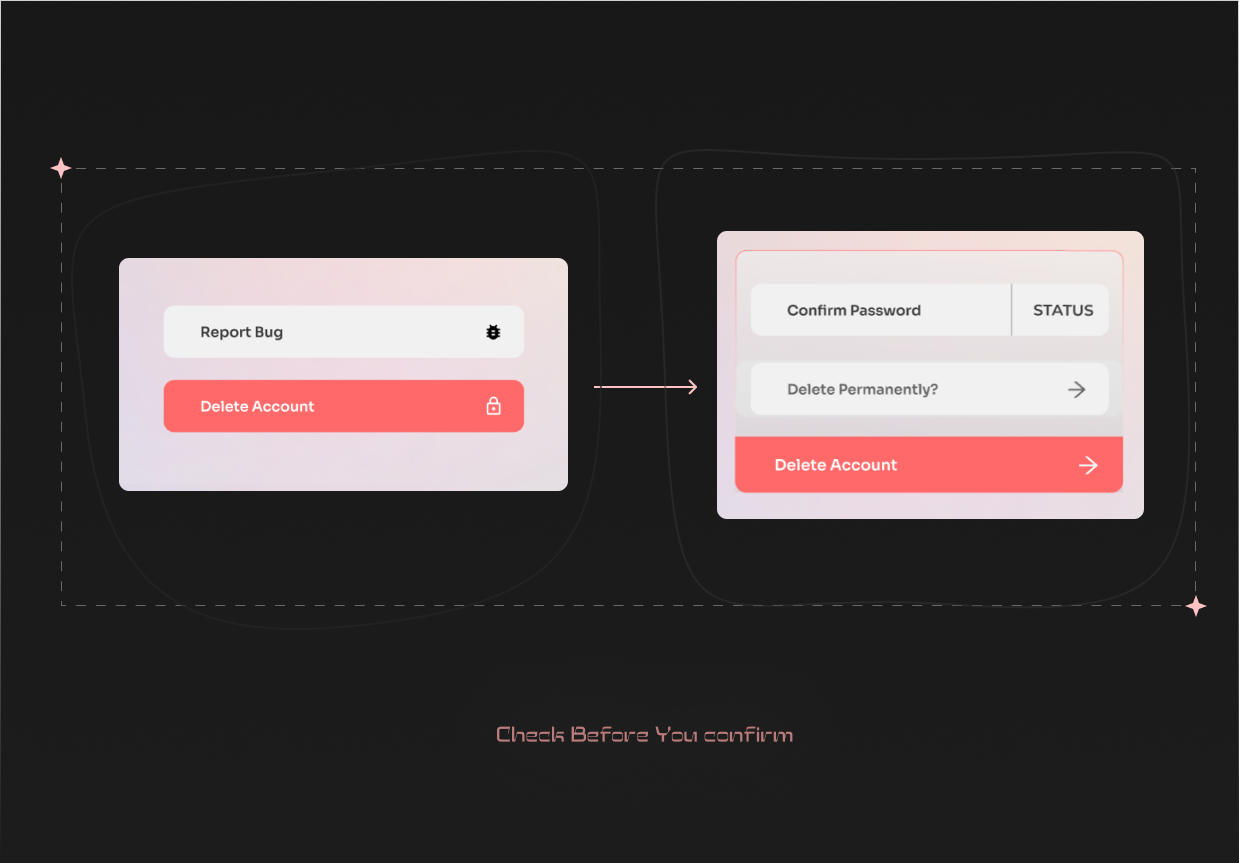 Report Bug
Delete Account
Confirm Password
STATUS
Delete Permanently?
Delete Account
Check Before You confirm